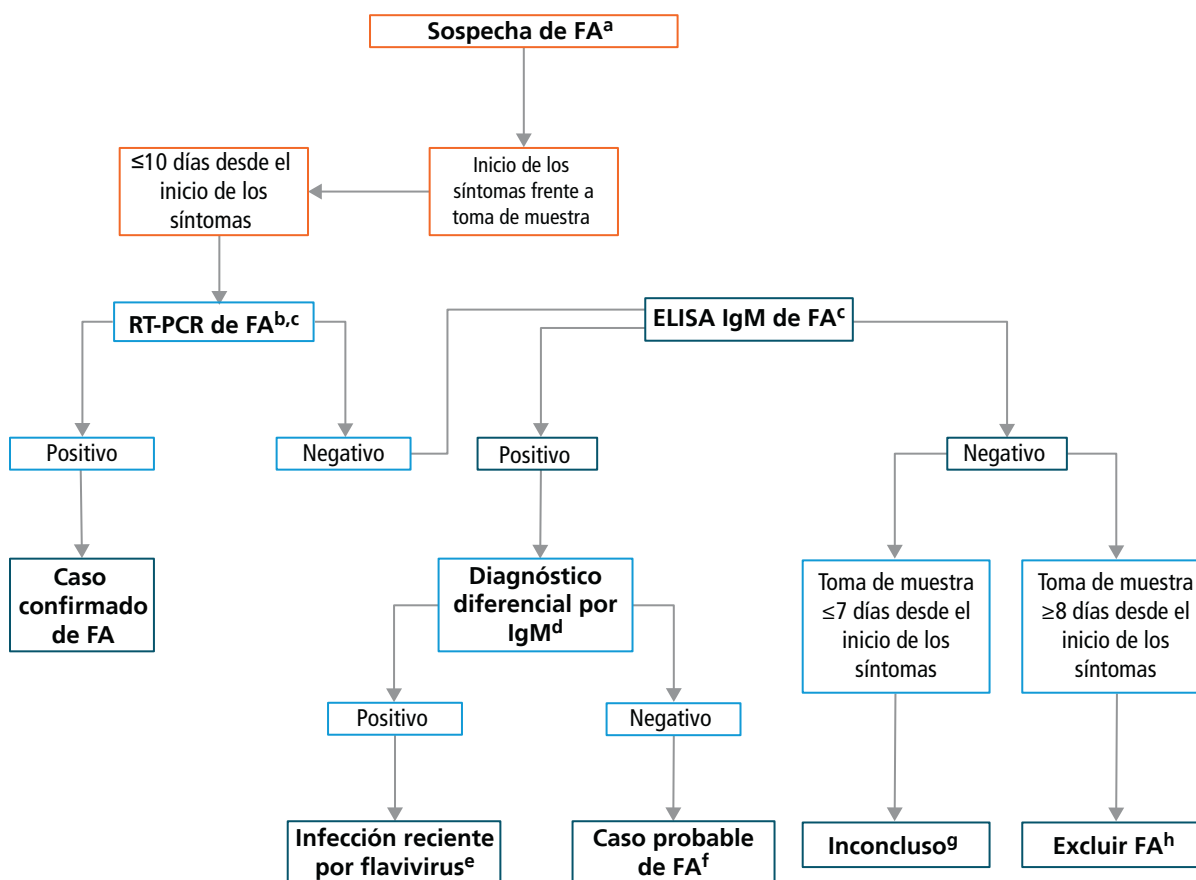 Sospecha de FAa
≤10 días desde el
inicio de los
síntomas
Inicio de los
síntomas frente a
toma de muestra
RT-PCR de FAb,c
ELISA IgM de FAc
Positivo
Negativo
Positivo
Negativo
Caso
confirmado
de FA
Diagnóstico
diferencial por
IgMd
Toma de muestra
≤7 días desde el
inicio de los
síntomas
Toma de muestra
≥8 días desde el
inicio de los
síntomas
Positivo
Negativo
Infección reciente
por flaviviruse
Caso probable
de FAf
Inconclusog
Excluir FAh